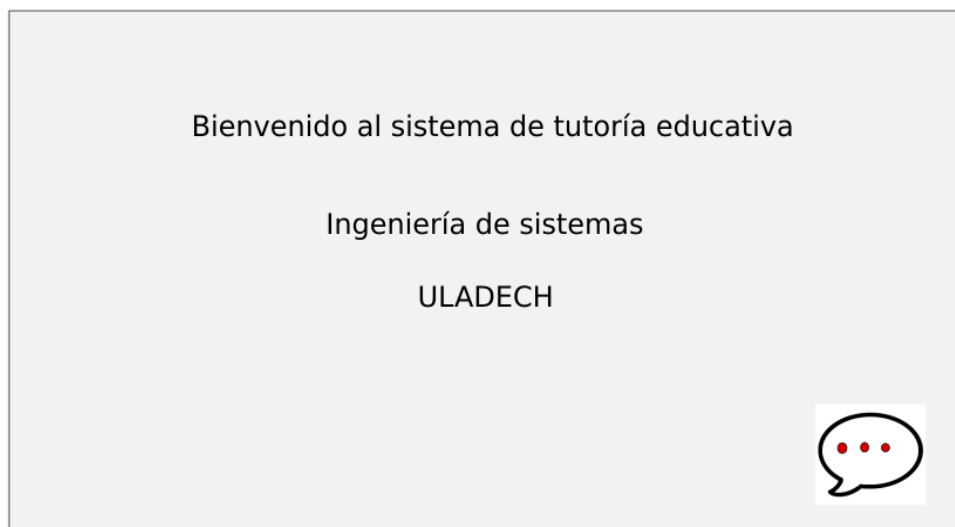 Bienvenido al sistema de tutoría educativa
Ingeniería de sistemas
ULADECH